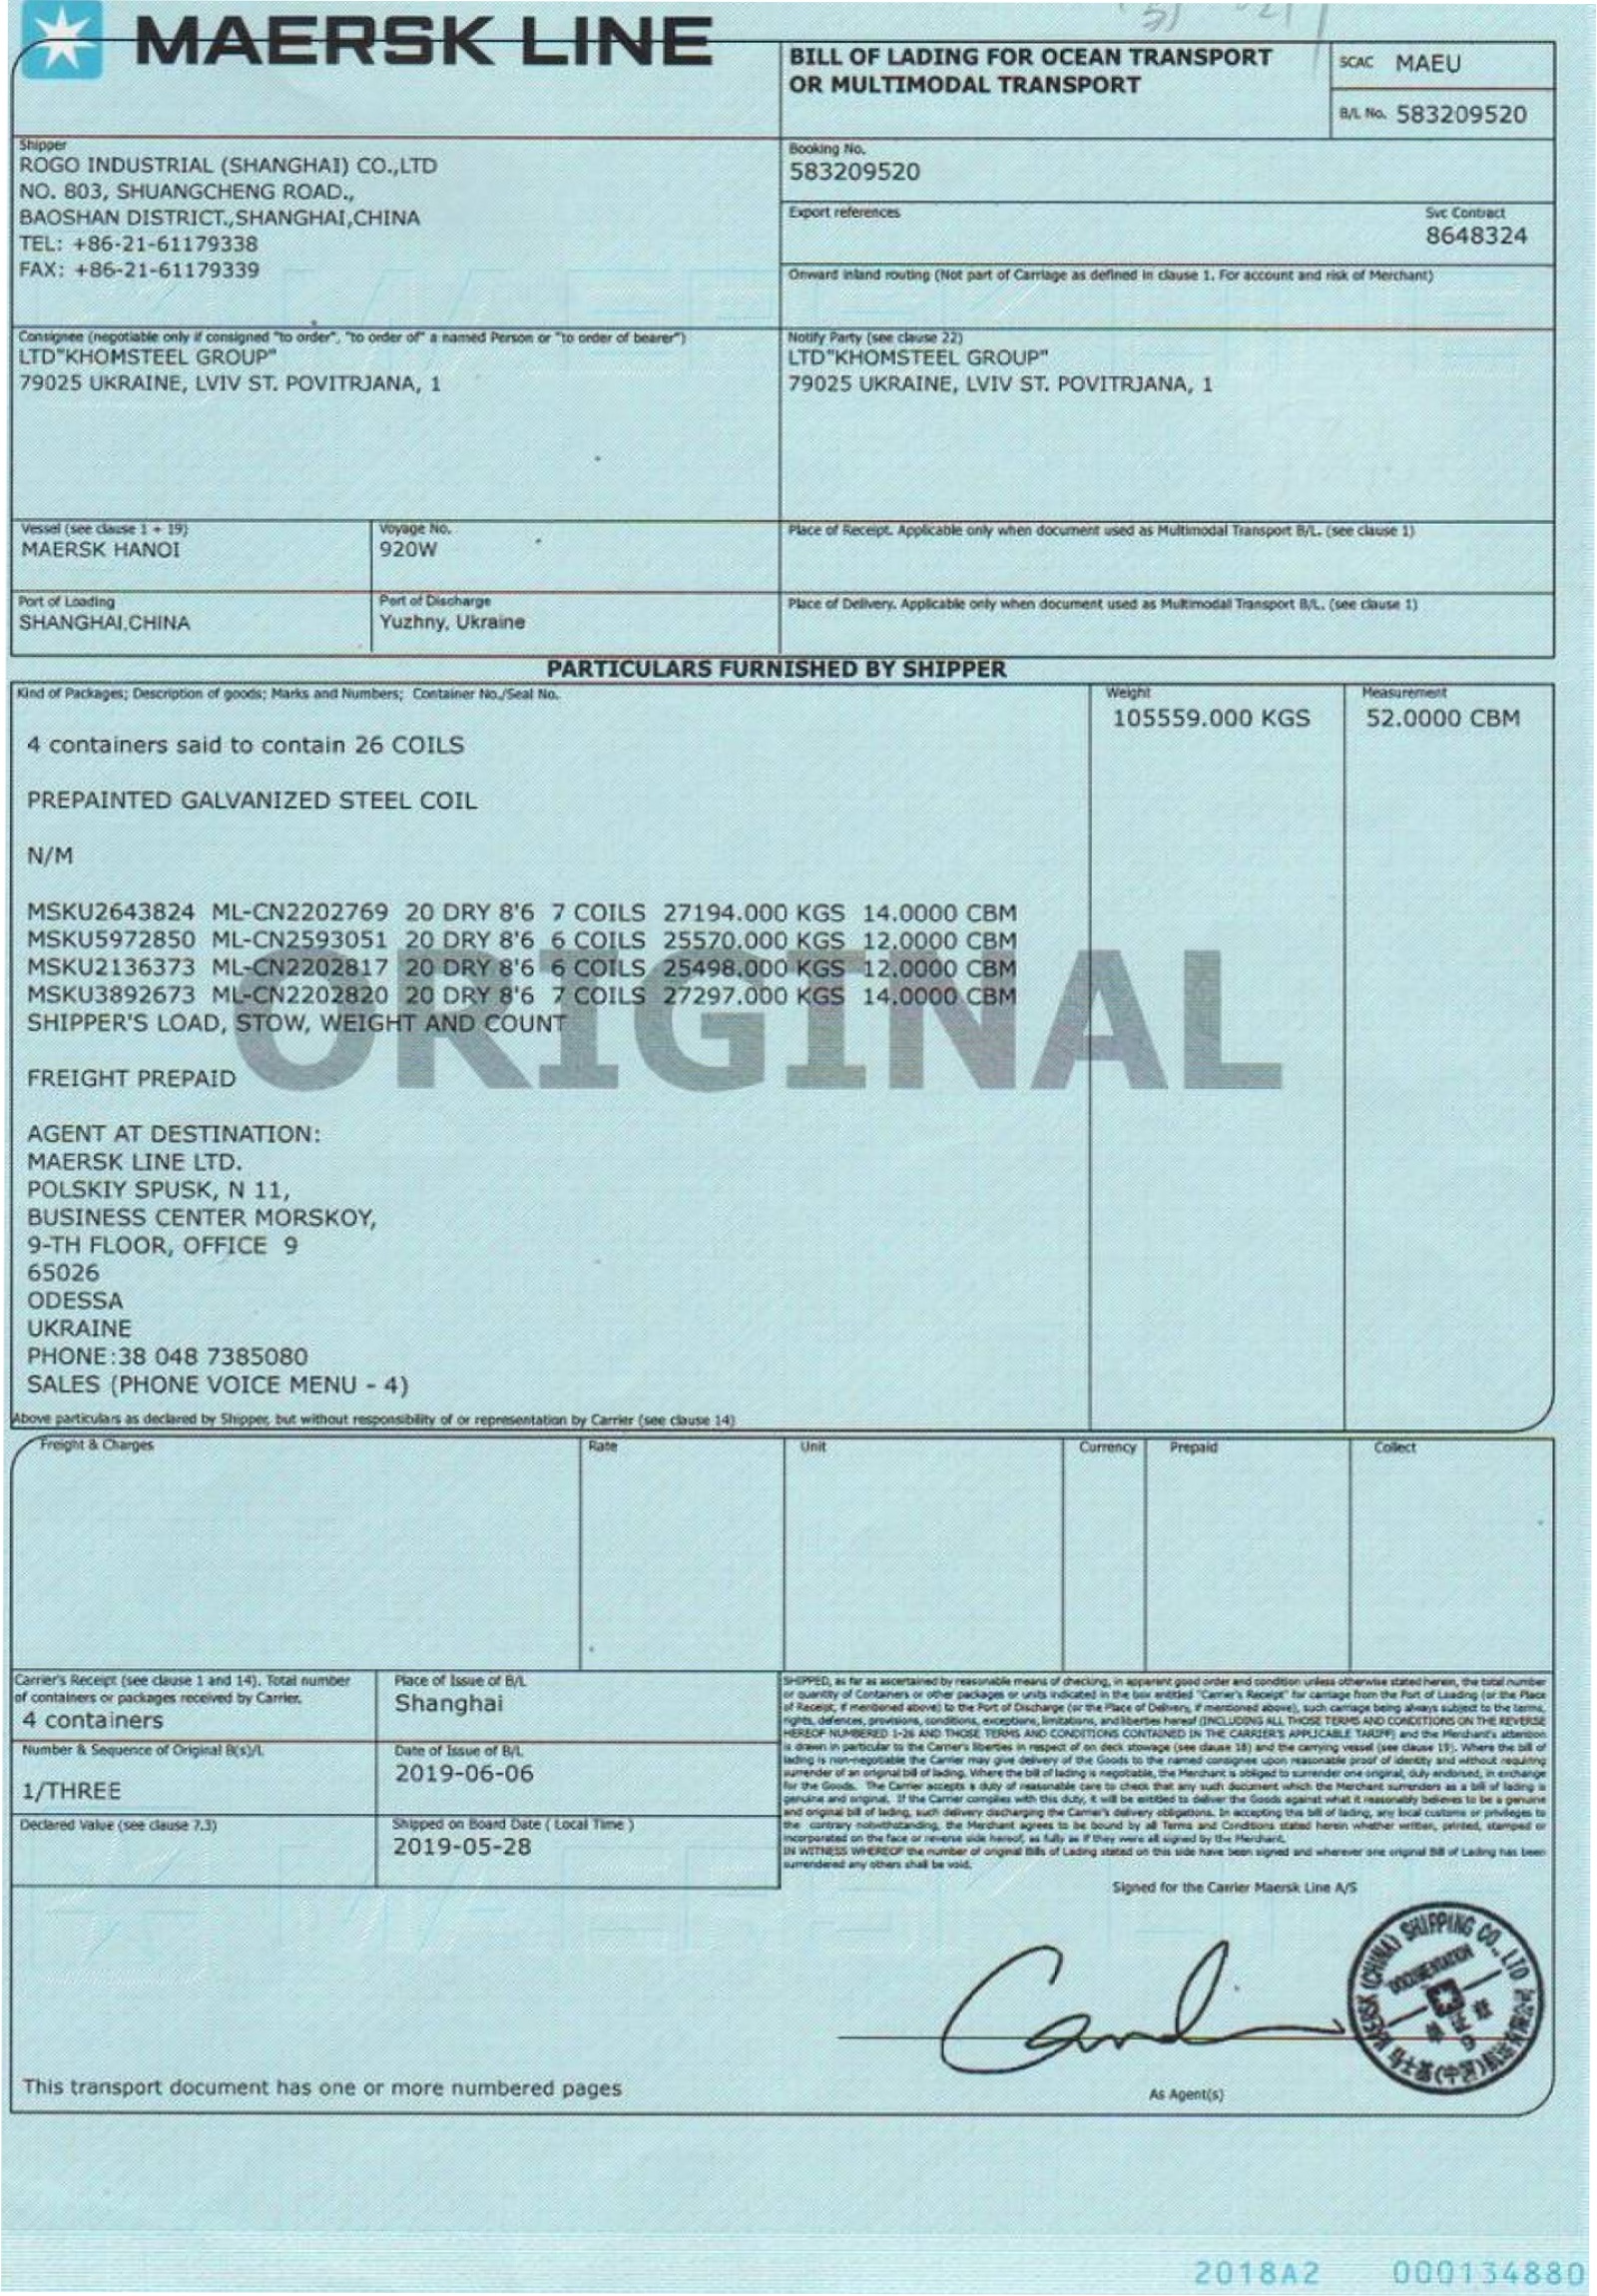 MAERSK LINE
BILL OF LADING FOR OCEAN TRANSPORT
OR MULTIMODAL TRANSPORT
SCAC MAEU
B/L No. 583209520
Shipper
ROGO INDUSTRIAL (SHANGHAI) CO.,LTD
NO. 803, SHUANGCHENG ROAD.,
BAOSHAN DISTRICT.,SHANGHAI,CHINA
TEL: +86-21-61179338
FAX: +86-21-61179339
Booking No.
583209520
Export references
Svc Contract
8648324
Onward inland routing (Not part of Carriage as defined in clause 1. For account and risk of Merchant)
Consignee (negotiable only if consigned "to order", "to order of" a named Person or "to order of bearer")
LTD"KHOMSTEEL GROUP"
79025 UKRAINE, LVIV ST. POVITRJANA, 1
Notify Party (see clause 22)
LTD"KHOMSTEEL GROUP"
79025 UKRAINE, LVIV ST. POVITRJANA, 1
Vessel (see clause 1 + 19)
MAERSK HANOI
Voyage No.
920W
Place of Receipt. Applicable only when document used as Multimodal Transport B/L. (see clause 1)
Port of Loading
SHANGHAI,CHINA
Port of Discharge
Yuzhny, Ukraine
Place of Delivery. Applicable only when document used as Multimodal Transport B/L. (see clause 1)
PARTICULARS FURNISHED BY SHIPPER
Kind of Packages; Description of goods; Marks and Numbers; Container No./Seal No.
Weight
105559.000 KGS
Measurement
52.0000 CBM
4 containers said to contain 26 COILS
PREPAINTED GALVANIZED STEEL COIL
N/M
MSKU2643824 ML-CN2202769 20 DRY 8'6 7 COILS 27194.000 KGS 14.0000 CBM
MSKU5972850 ML-CN2593051 20 DRY 8'6 6 COILS 25570.000 KGS 12.0000 CBM
MSKU2136373 ML-CN2202817 20 DRY 8'6 6 COILS 25498.000 KGS 12.0000 CBM
MSKU3892673 ML-CN2202820 20 DRY 8'6 7 COILS 27297.000 KGS 14.0000 CBM
SHIPPER'S LOAD, STOW, WEIGHT AND COUNT
ORIGINAL
FREIGHT PREPAID
AGENT AT DESTINATION:
MAERSK LINE LTD.
POLSKIY SPUSK, N 11,
BUSINESS CENTER MORSKOY,
9-TH FLOOR, OFFICE 9
65026
ODESSA
UKRAINE
PHONE:38 048 7385080
SALES (PHONE VOICE MENU - 4)
Above particulars as declared by Shipper, but without responsibility of or representation by Carrier (see clause 14)
Freight & Charges
Rate
Unit
Currency
Prepaid
Collect
Carrier's Receipt (see clause 1 and 14). Total number
of containers or packages received by Carrier.
4 containers
Place of Issue of B/L
Shanghai
Number & Sequence of Original B(s)/L
1/THREE
Date of Issue of B/L
2019-06-06
Declared Value (see clause 7.3)
Shipped on Board Date ( Local Time )
2019-05-28
SHIPPED, as far as ascertained by reasonable means of checking, in apparent good order and condition unless otherwise stated herein, the total number
or quantity of Containers or other packages or units indicated in the box entitled "Carrier's Receipt" for carriage from the Port of Loading (or the Place
of Receipt, if mentioned above) to the Port of Discharge (or the Place of Delivery, if mentioned above), such carriage being always subject to the terms,
rights, defences, provisions, conditions, exceptions, limitations, and liberties hereof (INCLUDING ALL THOSE TERMS AND CONDITIONS ON THE REVERSE
HEREOF NUMBERED 1-26 AND THOSE TERMS AND CONDITIONS CONTAINED IN THE CARRIER'S APPLICABLE TARIFF) and the Merchant's attention
is drawn in particular to the Carrier's liberties in respect of on deck stowage (see clause 18) and the carrying vessel (see clause 19). Where the bill of
lading is non-negotiable the Carrier may give delivery of the Goods to the named consignee upon reasonable proof of identity and without requiring
surrender of an original bill of lading. Where the bill of lading is negotiable, the Merchant is obliged to surrender one original, duly endorsed, in exchange
for the Goods. The Carrier accepts a duty of reasonable care to check that any such document which the Merchant surrenders as a bill of lading is
genuine and original. If the Carrier complies with this duty, it will be entitled to deliver the Goods against what it reasonably believes to be a genuine
and original bill of lading, such delivery discharging the Carrier's delivery obligations. In accepting this bill of lading, any local customs or privileges to
the contrary notwithstanding, the Merchant agrees to be bound by all Terms and Conditions stated herein whether written, printed, stamped or
incorporated on the face or reverse side hereof, as fully as if they were all signed by the Merchant.
IN WITNESS WHEREOF the number of original Bills of Lading stated on this side have been signed and wherever one original Bill of Lading has been
surrendered any others shall be void.
Signed for the Carrier Maersk Line A/S
MAERSK (CHINA) SHIPPING CO., LTD
DOCUMENTATION
As Agent(s)
This transport document has one or more numbered pages
2018A2 000134880